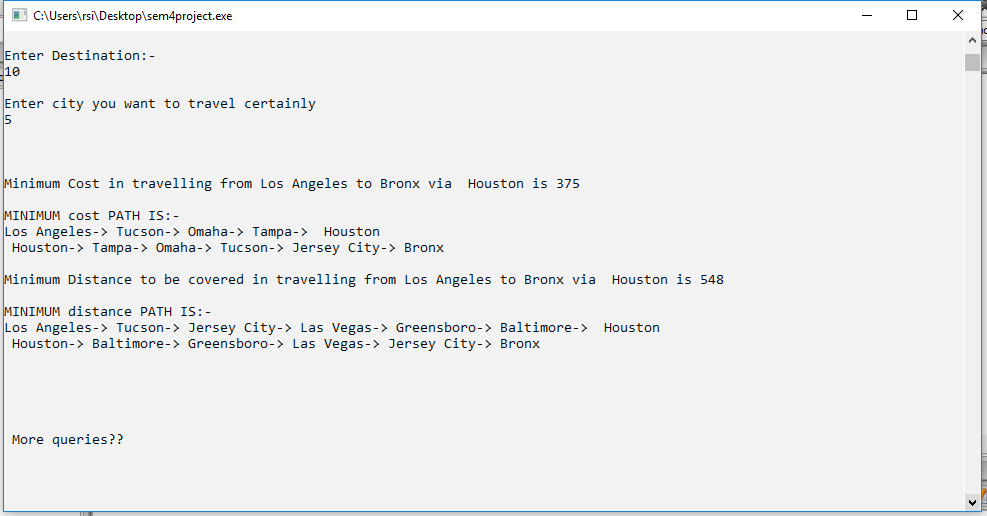 C:\Users\rsi\Desktop\sem4project.exe
Enter Destination:-
10
Enter city you want to travel certainly
5
Minimum Cost in travelling from Los Angeles to Bronx via  Houston is 375
MINIMUM cost PATH IS:-
Los Angeles-> Tucson-> Omaha-> Tampa->  Houston
Houston-> Tampa-> Omaha-> Tucson-> Jersey City-> Bronx
Minimum Distance to be covered in travelling from Los Angeles to Bronx via  Houston is 548
MINIMUM distance PATH IS:-
Los Angeles-> Tucson-> Jersey City-> Las Vegas-> Greensboro-> Baltimore->  Houston
Houston-> Baltimore-> Greensboro-> Las Vegas-> Jersey City-> Bronx
More queries??